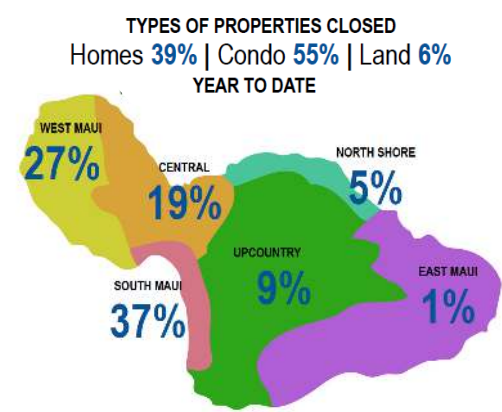 TYPES OF PROPERTIES CLOSED
Homes 39% | Condo 55% | Land 6%
YEAR TO DATE
WEST MAUI
27%
CENTRAL
19%
NORTH SHORE
5%
UPCOUNTRY
9%
EAST MAUI
1%
SOUTH MAUI
37%